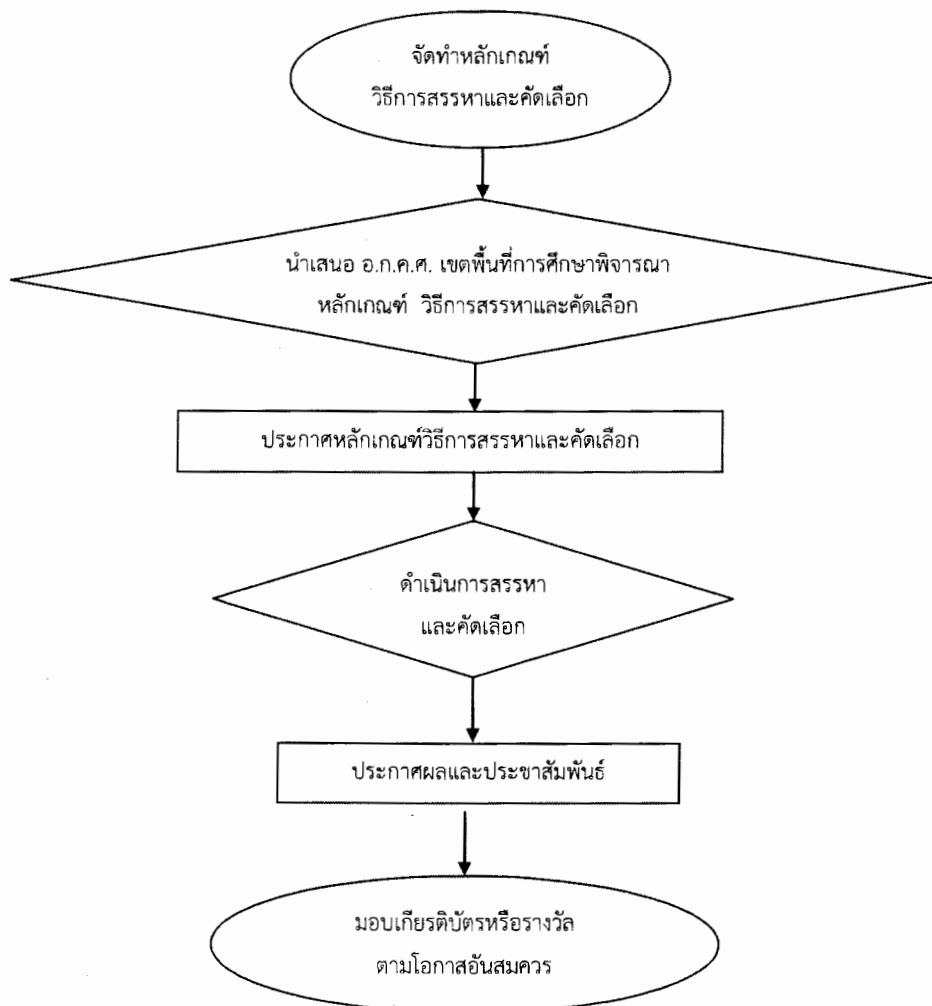 จัดทำหลักเกณฑ์
วิธีการสรรหาและคัดเลือก
นำเสนอ อ.ก.ค.ศ. เขตพื้นที่การศึกษาพิจารณา
หลักเกณฑ์ วิธีการสรรหาและคัดเลือก
ประกาศหลักเกณฑ์วิธีการสรรหาและคัดเลือก
ดำเนินการสรรหา
และคัดเลือก
ประกาศผลและประชาสัมพันธ์
มอบเกียรติบัตรหรือรางวัล
ตามโอกาสอันสมควร